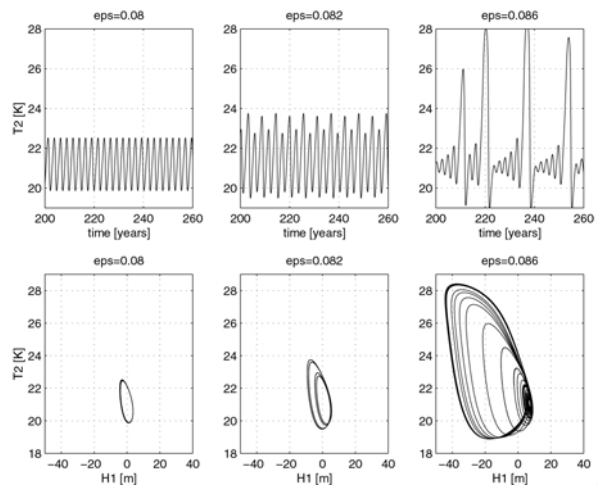 eps=0.08 eps=0.082 eps=0.086
28 28 28
26 26 26
24 24 24
22 22 22
20 20 20
T2 [K]
200 220 240 260 200 220 240 260 200 220 240 260
time [years] time [years] time [years]
eps=0.08 eps=0.082 eps=0.086
28 28 28
26 26 26
24 24 24
22 22 22
20 20 20
18 18 18
T2 [K]
−40 −20 0 20 40 −40 −20 0 20 40 −40 −20 0 20 40
H1 [m] H1 [m] H1 [m]